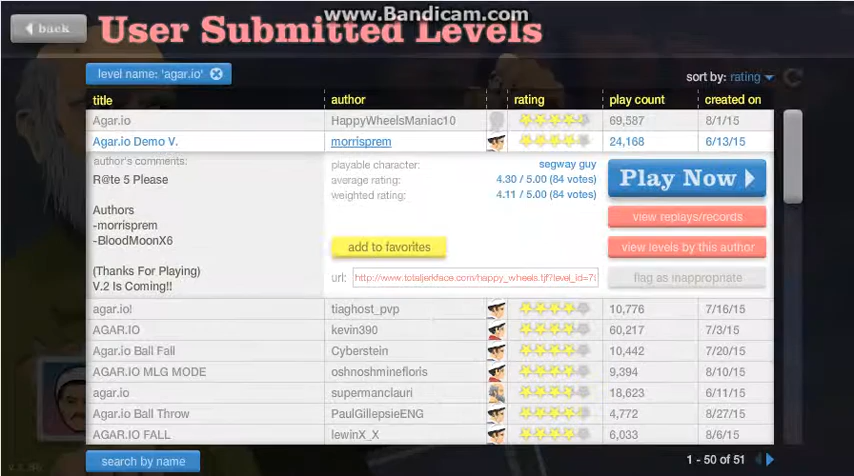 www.Bandicam.com
back
User Submitted Levels
level name: 'agar.io'
sort by: rating
title author rating play count created on
Agar.io HappyWheelsManiac10 69,587 8/1/15
Agar.io Demo V. morrisprem 24,168 6/13/15
author's comments:
R@te 5 Please
Authors
-morrisprem
-BloodMoonX6
(Thanks For Playing)
V.2 Is Coming!!
playable character: segway guy
average rating: 4.30 / 5.00 (84 votes)
weighted rating: 4.11 / 5.00 (84 votes)
add to favorites
url: http://www.totaljerkface.com/happy_wheels.tjf?level_id=7
Play Now
view replays/records
view levels by this author
flag as inappropriate
agar.io! tiaghost_pvp 10,776 7/16/15
AGAR.IO kevin390 60,217 7/3/15
Agar.io Ball Fall Cyberstein 10,442 7/20/15
AGAR.IO MLG MODE oshnoshminefloris 9,394 8/10/15
agar.io supermanclauri 18,623 6/11/15
Agar.io Ball Throw PaulGillepsieENG 4,772 8/27/15
AGAR.IO FALL lewinX_X 6,033 8/6/15
search by name
1 - 50 of 51